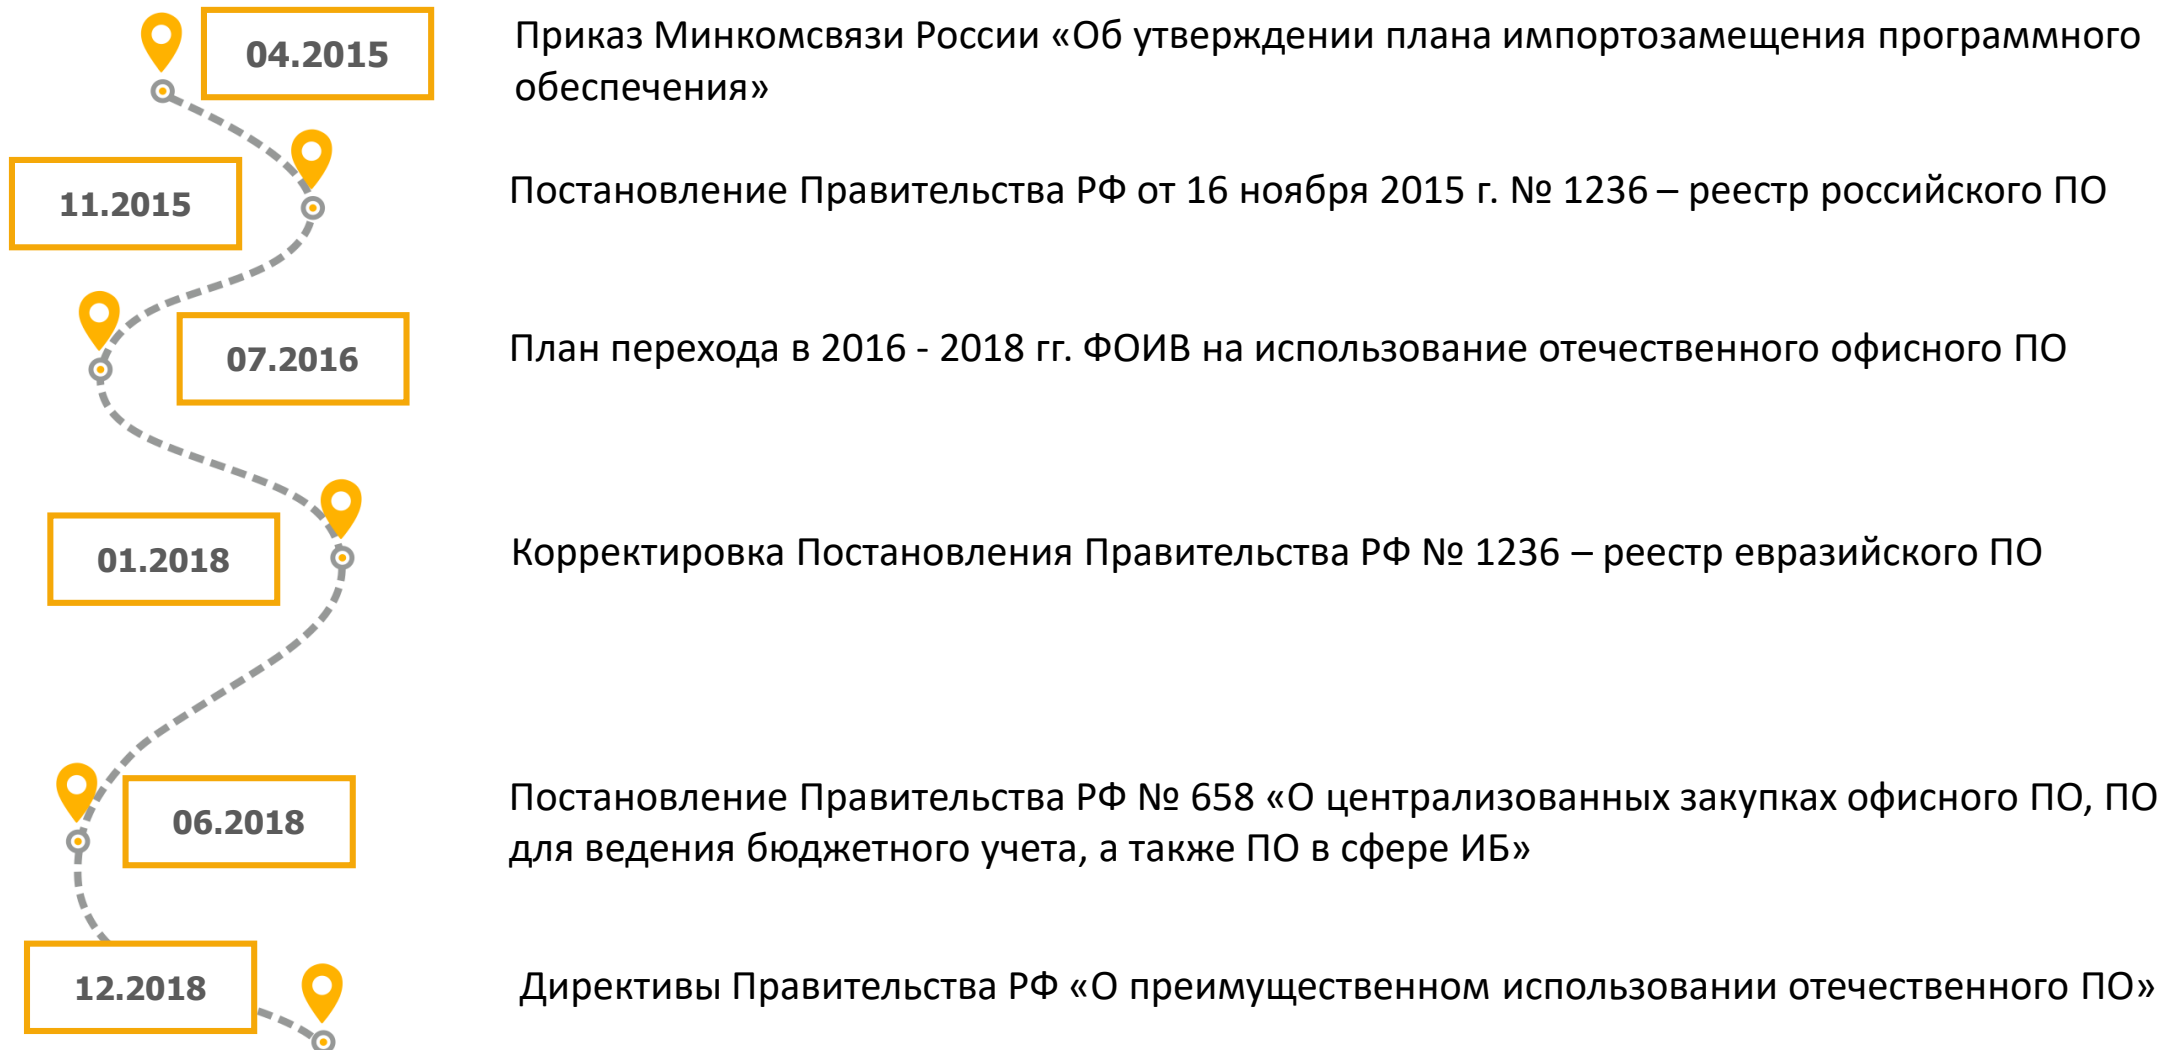 04.2015
Приказ Минкомсвязи России «Об утверждении плана импортозамещения программного
обеспечения»
11.2015
Постановление Правительства РФ от 16 ноября 2015 г. № 1236 – реестр российского ПО
07.2016
План перехода в 2016 - 2018 гг. ФОИВ на использование отечественного офисного ПО
01.2018
Корректировка Постановления Правительства РФ № 1236 – реестр евразийского ПО
06.2018
Постановление Правительства РФ № 658 «О централизованных закупках офисного ПО, ПО
для ведения бюджетного учета, а также ПО в сфере ИБ»
12.2018
Директивы Правительства РФ «О преимущественном использовании отечественного ПО»